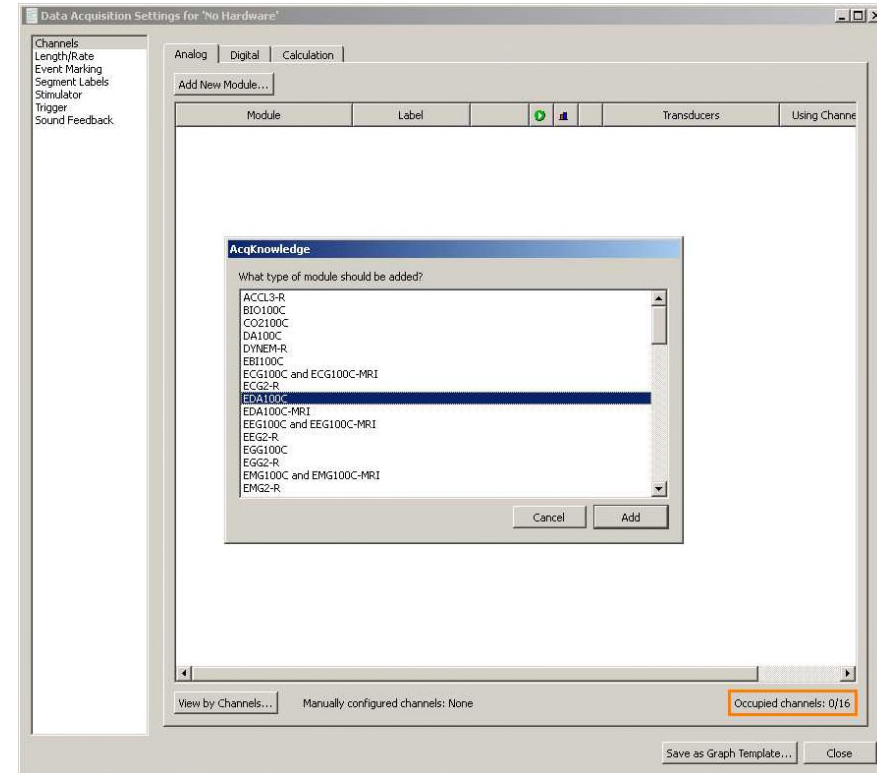 Data Acquisition Settings for 'No Hardware'
Channels
Length/Rate
Event Marking
Segment Labels
Stimulator
Trigger
Sound Feedback
Analog Digital Calculation
Add New Module...
Module Label Transducers Using Channe
AcqKnowledge
What type of module should be added?
ACCL3-R
BIO100C
CO2100C
DA100C
DYNEM-R
EBI100C
ECG100C and ECG100C-MRI
ECG2-R
EDA100C
EDA100C-MRI
EEG100C and EEG100C-MRI
EEG2-R
EGG100C
EGG2-R
EMG100C and EMG100C-MRI
EMG2-R
Cancel Add
View by Channels... Manually configured channels: None Occupied channels: 0/16
Save as Graph Template... Close